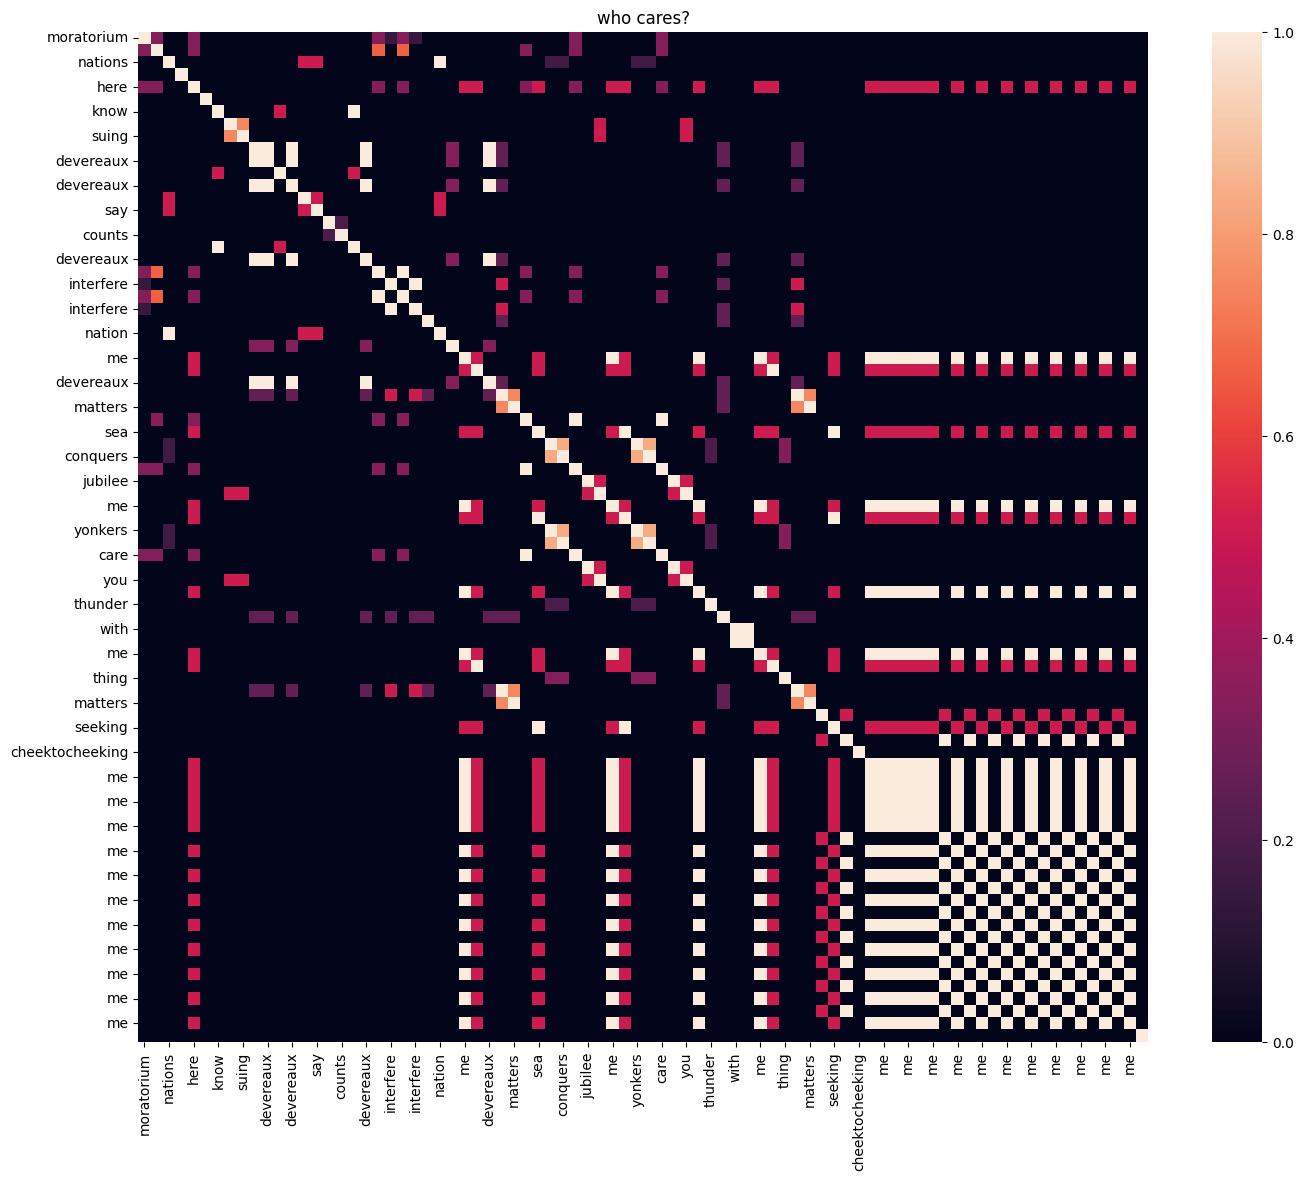 who cares?
moratorium
nations
here
know
suing
devereaux
devereaux
say
counts
devereaux
interfere
interfere
nation
me
devereaux
matters
sea
conquers
jubilee
me
yonkers
care
you
thunder
with
me
thing
matters
seeking
cheektocheeking
me
me
me
me
me
me
me
me
me
me
me
moratorium
nations
here
know
suing
devereaux
devereaux
say
counts
devereaux
interfere
interfere
nation
me
devereaux
matters
sea
conquers
jubilee
me
yonkers
care
you
thunder
with
me
thing
matters
seeking
cheektocheeking
me
me
me
me
me
me
me
me
me
me
me
1.0
0.8
0.6
0.4
0.2
0.0